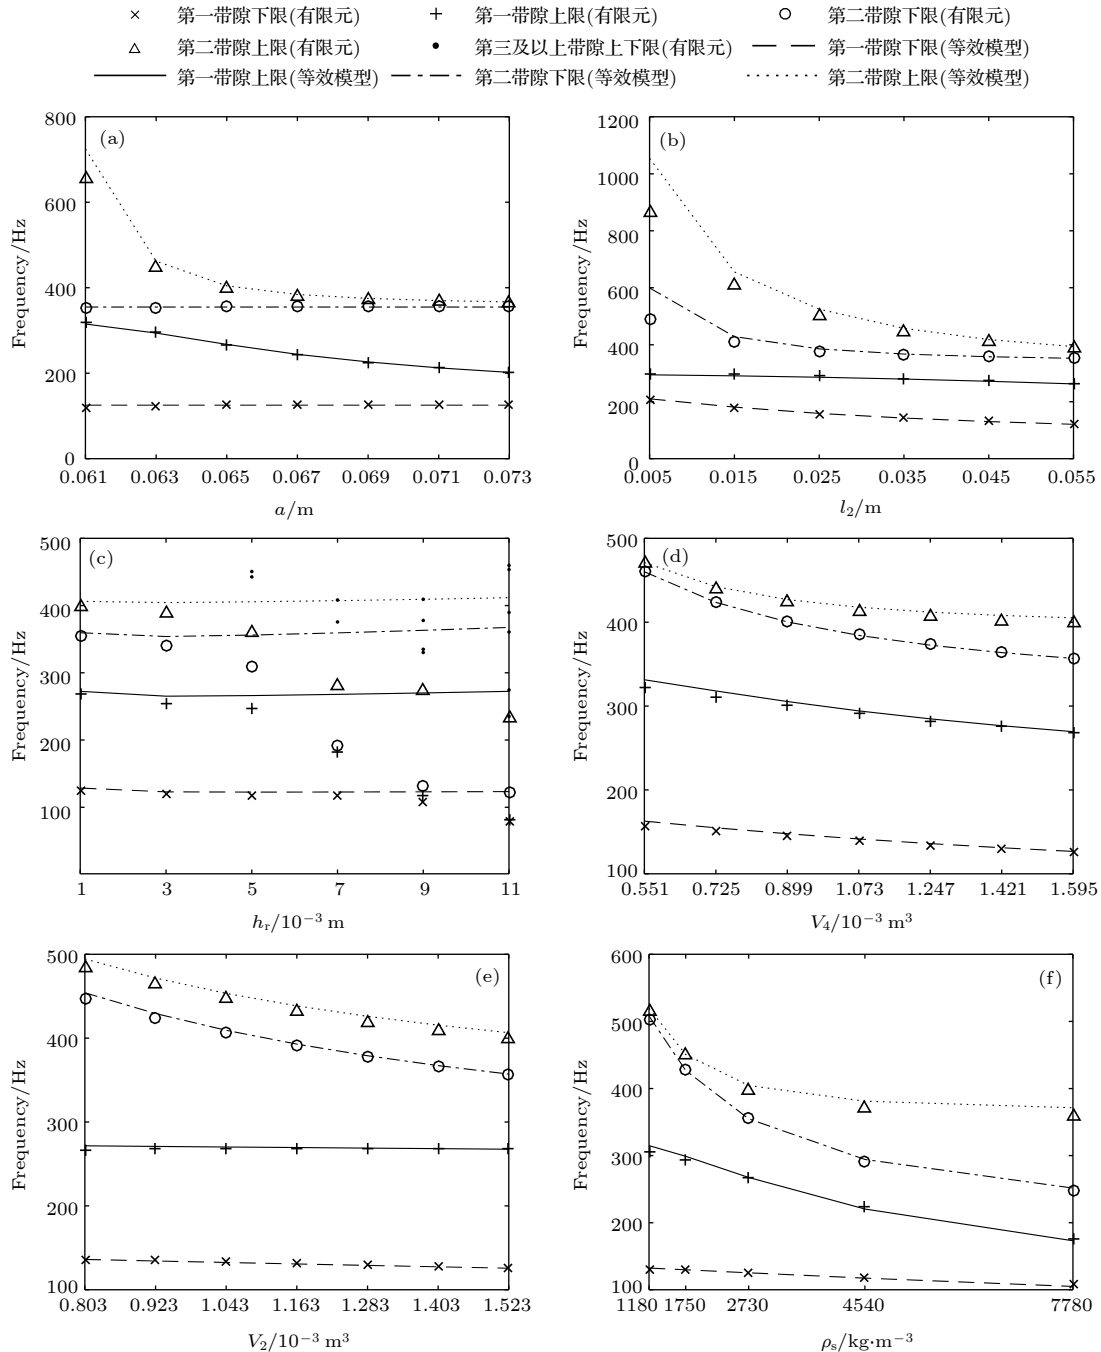 第一带隙下限(有限元) 第一带隙上限(有限元) 第二带隙下限(有限元)
第二带隙上限(有限元) 第三及以上带隙上下限(有限元) 第一带隙下限(等效模型)
第一带隙上限(等效模型) 第二带隙下限(等效模型) 第二带隙上限(等效模型)
(a)
Frequency/Hz
800
600
400
200
0
0.061 0.063 0.065 0.067 0.069 0.071 0.073
a/m
(b)
Frequency/Hz
1200
1000
800
600
400
200
0
0.005 0.015 0.025 0.035 0.045 0.055
l₂/m
(c)
Frequency/Hz
500
400
300
200
100
1 3 5 7 9 11
hᵣ/10⁻³ m
(d)
Frequency/Hz
500
400
300
200
100
0.551 0.725 0.899 1.073 1.247 1.421 1.595
V₄/10⁻³ m³
(e)
Frequency/Hz
500
400
300
200
100
0.803 0.923 1.043 1.163 1.283 1.403 1.523
V₂/10⁻³ m³
(f)
Frequency/Hz
600
500
400
300
200
100
1180 1750 2730 4540 7780
ρₛ/kg·m⁻³